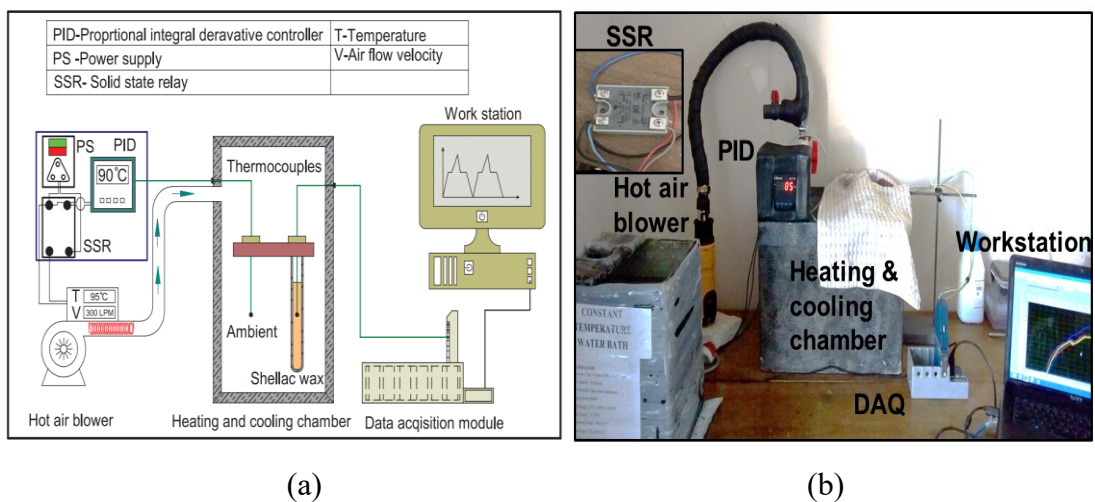 PID-Proprtional integral deravative controller
T-Temperature
PS -Power supply
V-Air flow velocity
SSR- Solid state relay
Work station
PS
PID
90°C
SSR
T 95°C
V 300 LPM
Thermocouples
Ambient
Shellac wax
Hot air blower
Heating and cooling chamber
Data acqisition module
(a)
SSR
PID
85
Hot air
blower
Workstation
Heating &
cooling
chamber
CONSTANT
TEMPERATURE
WATER BATH
DAQ
(b)